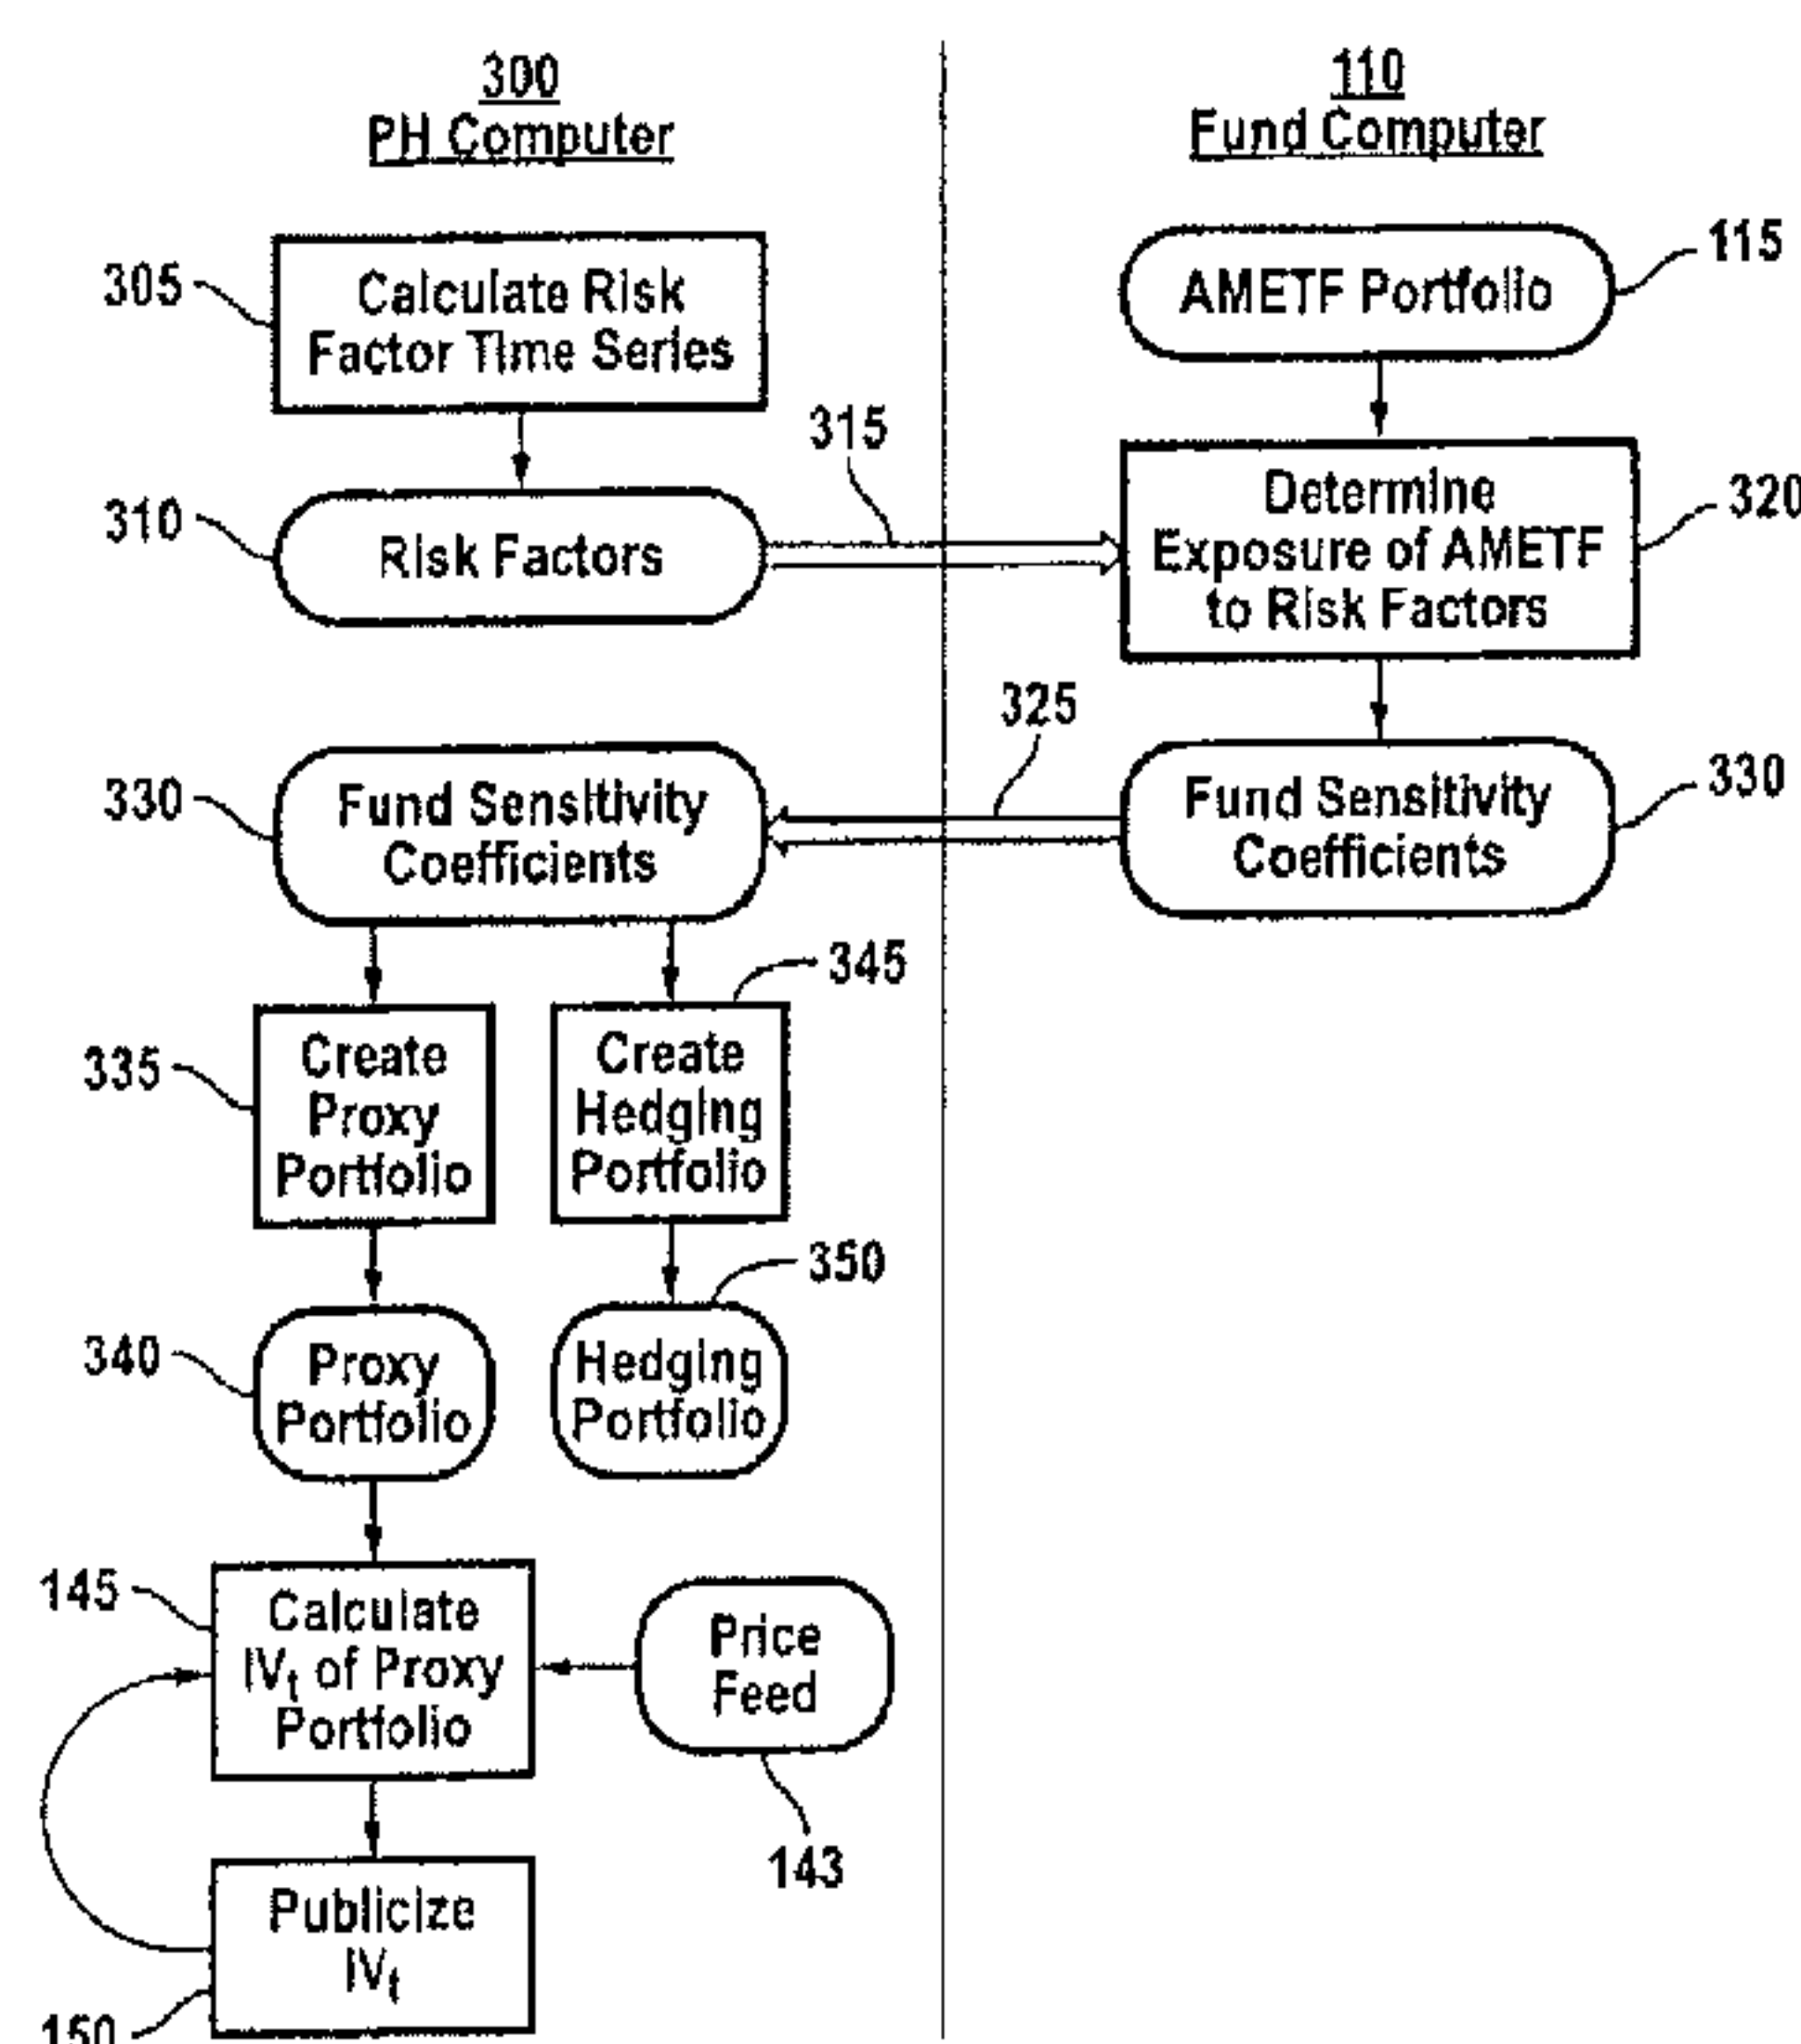 300
PH Computer
110
Fund Computer
305
Calculate Risk
Factor Time Series
AMETF Portfolio
115
310
Risk Factors
315
Determine
Exposure of AMETF
to Risk Factors
320
330
Fund Sensitivity
Coefficients
325
Fund Sensitivity
Coefficients
330
335
Create
Proxy
Portfolio
345
Create
Hedging
Portfolio
340
Proxy
Portfolio
350
Hedging
Portfolio
145
Calculate
IVt of Proxy
Portfolio
Price
Feed
143
Publicize
IVt
150